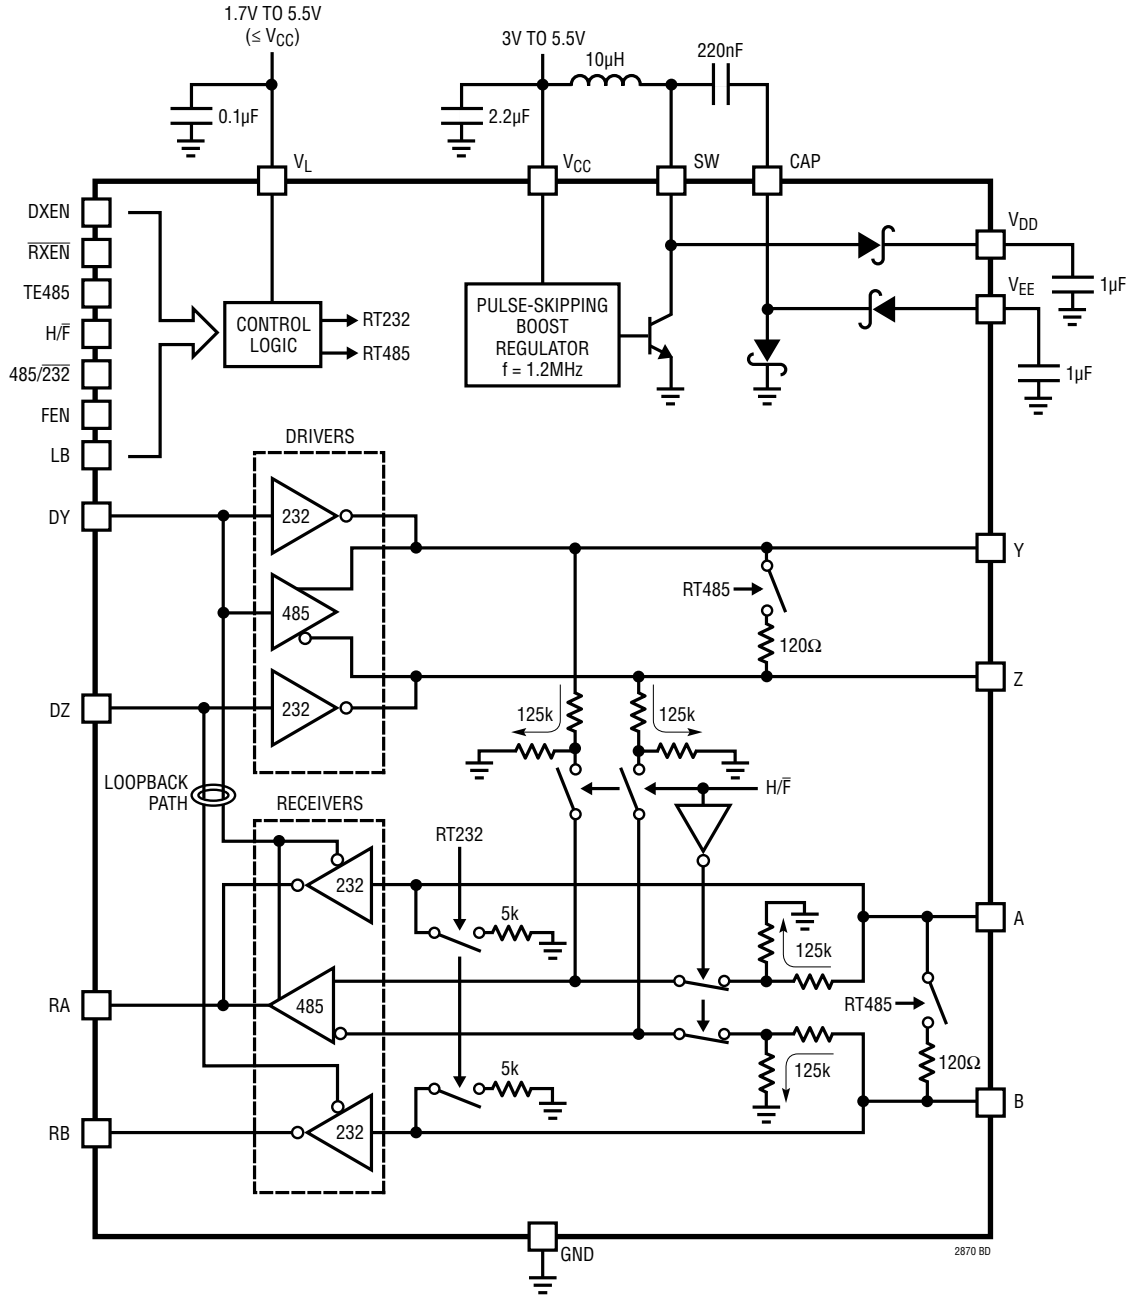 1.7V TO 5.5V
(≤ VCC)
3V TO 5.5V
10µH
220nF
0.1µF
2.2µF
VL
VCC
SW
CAP
DXEN
R̅X̅E̅N̅
TE485
H/F̅
485/2̅3̅2̅
FEN
LB
CONTROL
LOGIC
RT232
RT485
PULSE-SKIPPING
BOOST
REGULATOR
f = 1.2MHz
VDD
1µF
VEE
1µF
DRIVERS
DY
232
485
232
DZ
Y
RT485
120Ω
Z
125k
125k
H/F̅
LOOPBACK
PATH
RECEIVERS
RT232
232
5k
A
125k
RA
485
RT485
120Ω
125k
5k
B
RB
232
GND
2870 BD